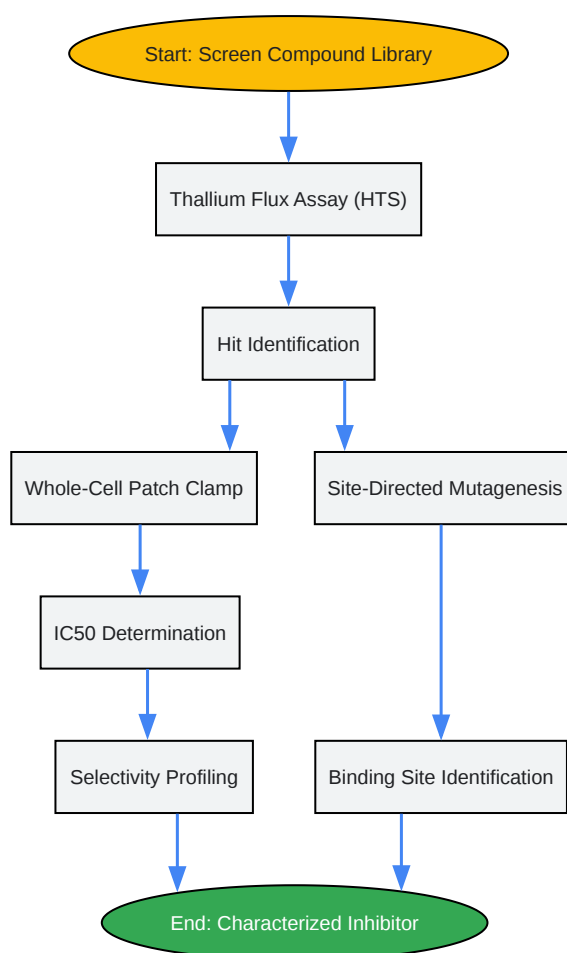 Start: Screen Compound Library
Thallium Flux Assay (HTS)
Hit Identification
Whole-Cell Patch Clamp
Site-Directed Mutagenesis
IC50 Determination
Selectivity Profiling
Binding Site Identification
End: Characterized Inhibitor